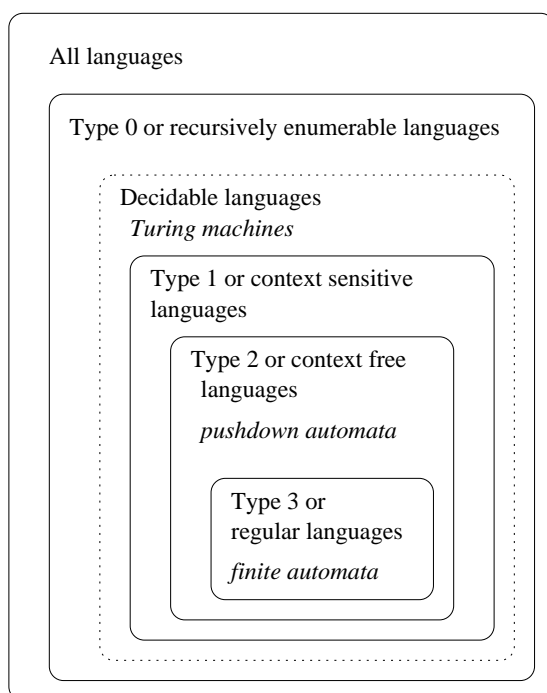 All languages
Type 0 or recursively enumerable languages
Decidable languages
Turing machines
Type 1 or context sensitive
languages
Type 2 or context free
languages
pushdown automata
Type 3 or
regular languages
finite automata